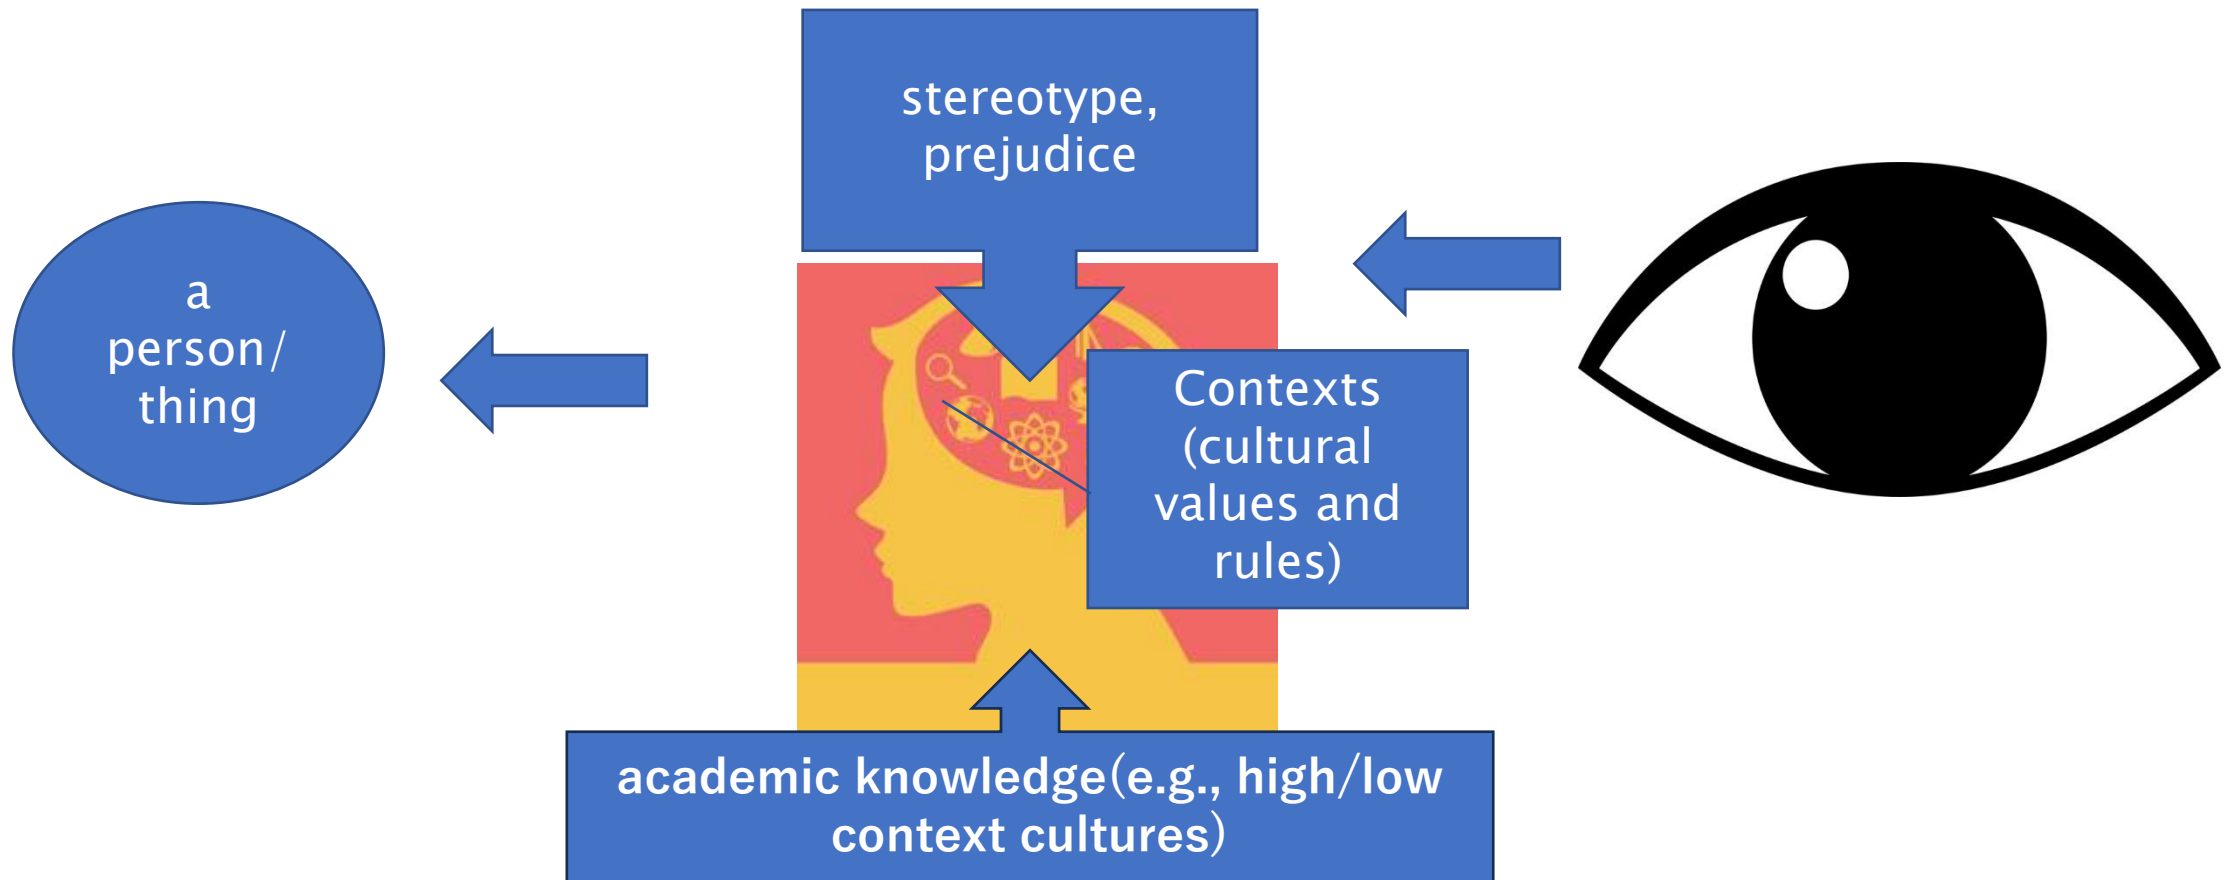 stereotype,
prejudice
a
person/
thing
Contexts
(cultural
values and
rules)
academic knowledge(e.g., high/low
context cultures)